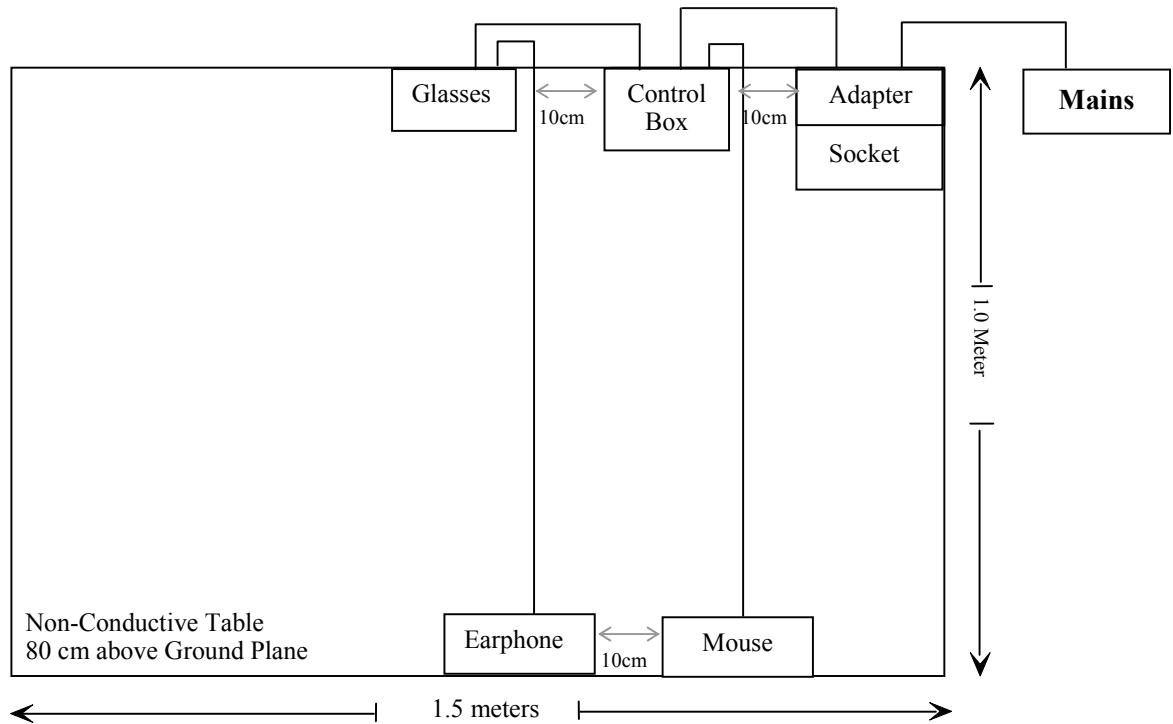 Glasses
10cm
Control
Box
10cm
Adapter
Socket
Mains
1.0 Meter
Non-Conductive Table
80 cm above Ground Plane
Earphone
10cm
Mouse
1.5 meters